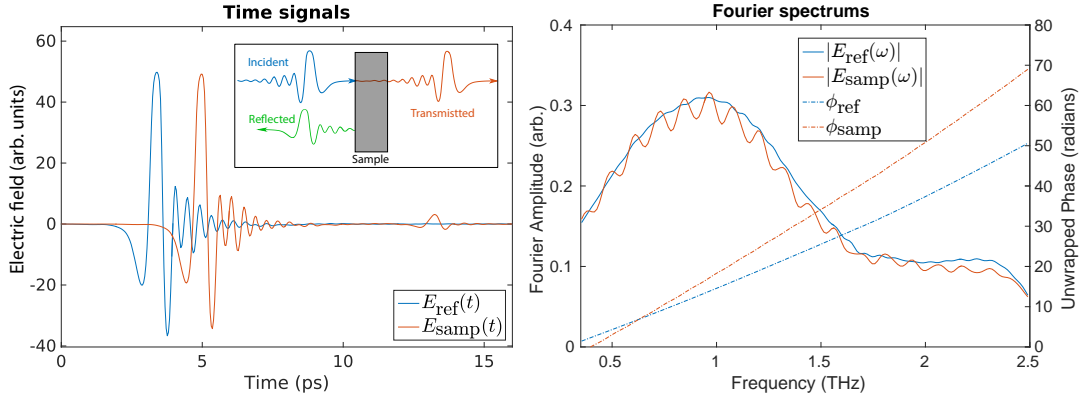 Time signals
Electric field (arb. units)
60
40
20
0
-20
-40
0
5
10
15
Time (ps)
Incident
Reflected
Transmistted
Sample
E_ref(t)
E_samp(t)
Fourier spectrums
Fourier Amplitude (arb.)
0.4
0.3
0.2
0.1
0
0.5
1
1.5
2
2.5
Frequency (THz)
|E_ref(ω)|
|E_samp(ω)|
ϕ_ref
ϕ_samp
80
70
60
50
40
30
20
10
0
Unwrapped Phase (radians)